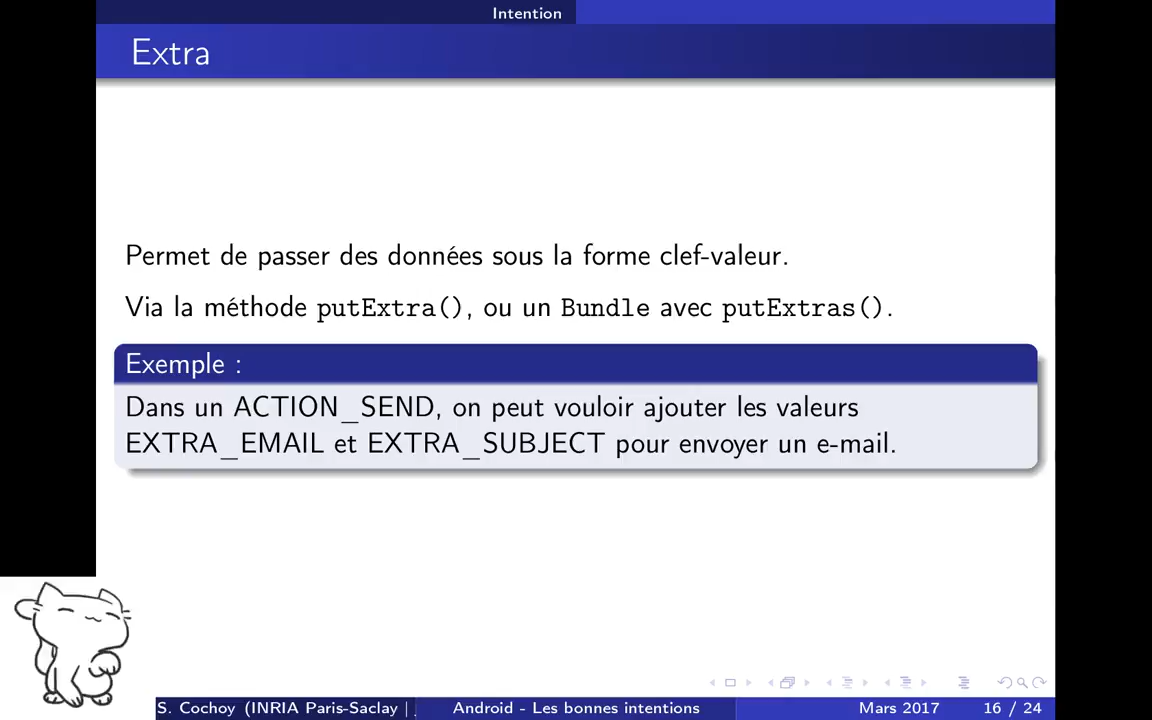 Intention
Extra
Permet de passer des données sous la forme clef-valeur.
Via la méthode putExtra(), ou un Bundle avec putExtras().
Exemple :
Dans un ACTION_SEND, on peut vouloir ajouter les valeurs
EXTRA_EMAIL et EXTRA_SUBJECT pour envoyer un e-mail.
S. Cochoy (INRIA Paris-Saclay | Android - Les bonnes intentions Mars 2017 16 / 24